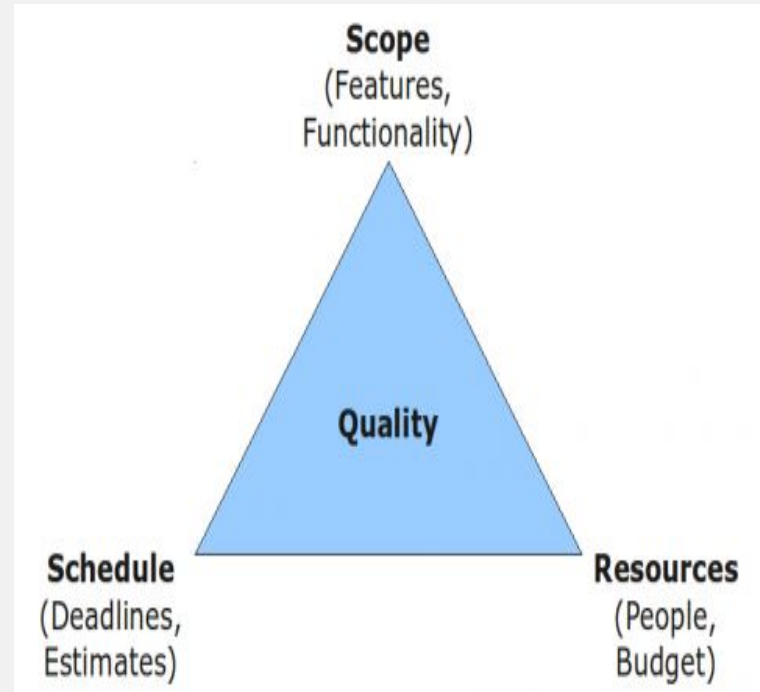 Scope
(Features,
Functionality)
Quality
Schedule
(Deadlines,
Estimates)
Resources
(People,
Budget)